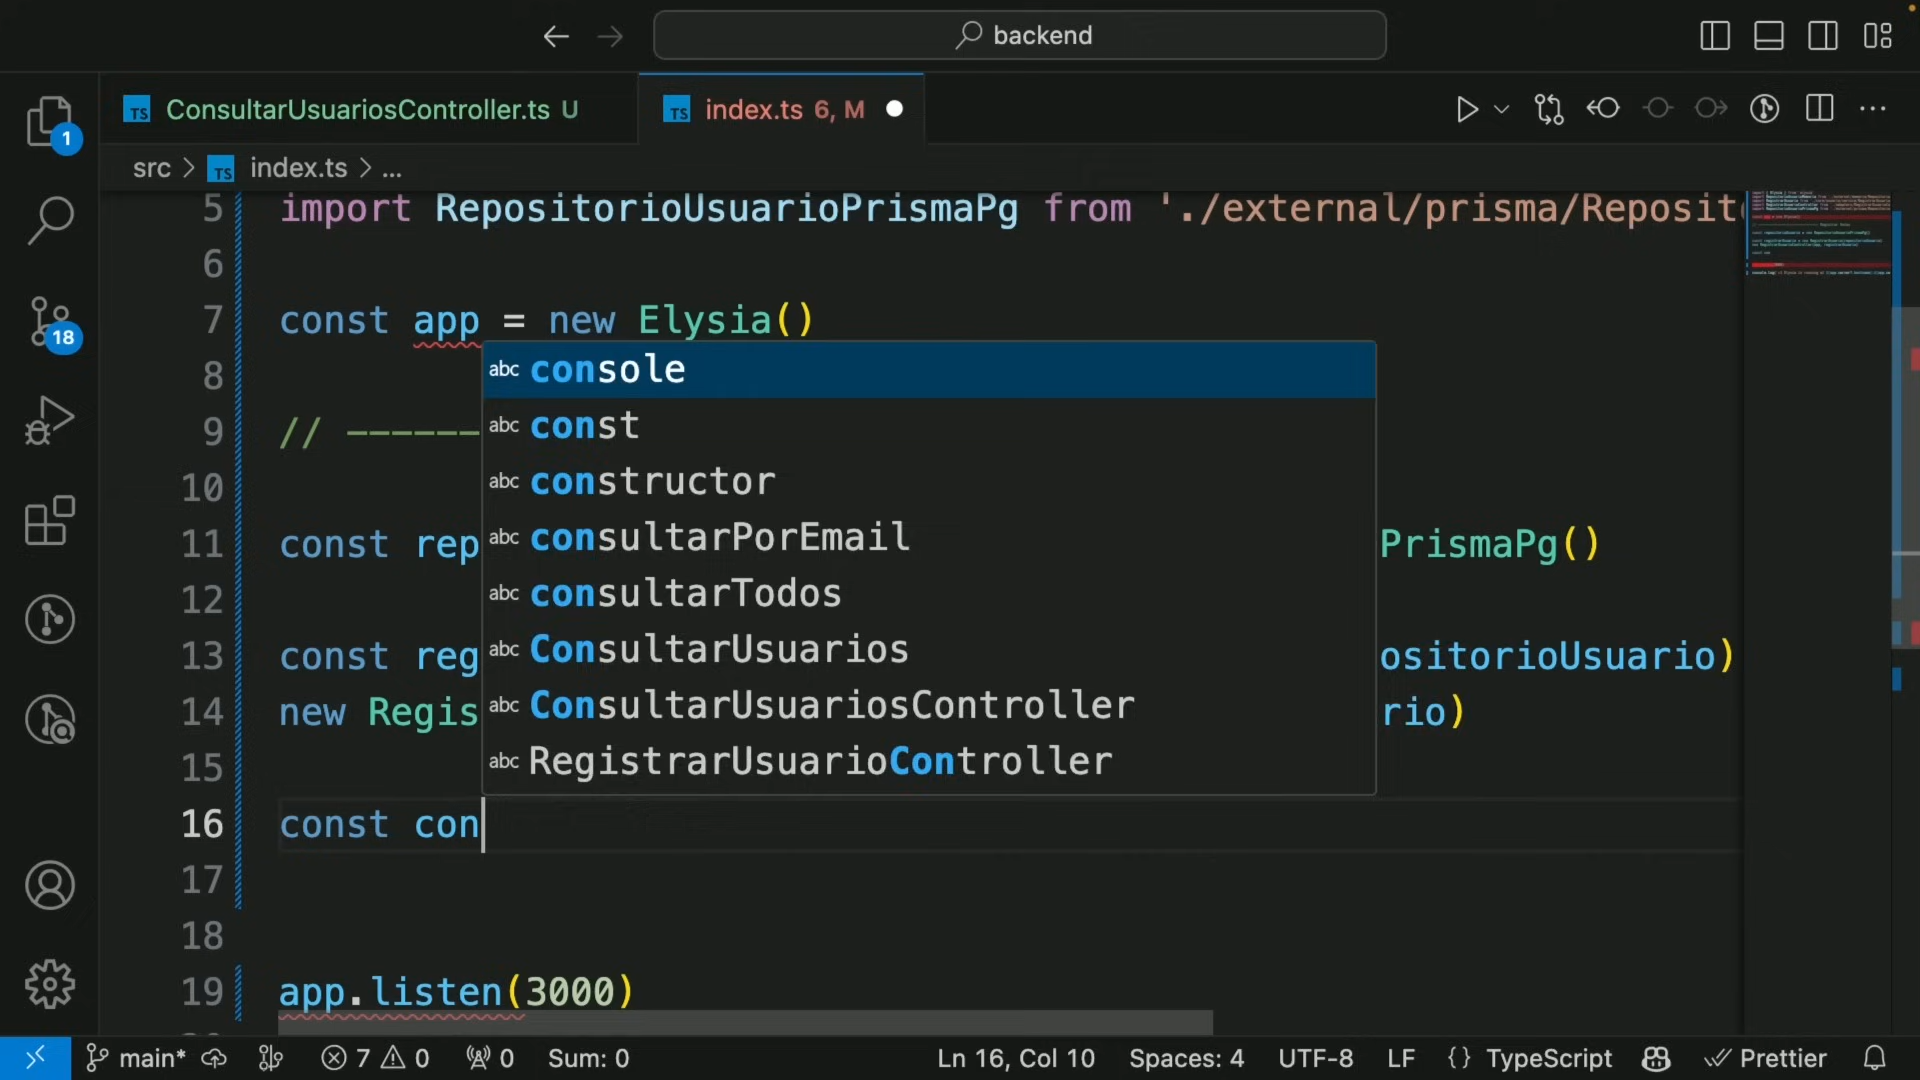 backend
TS ConsultarUsuariosController.ts U
TS index.ts 6, M
src > TS index.ts > ...
1
18
5 import RepositorioUsuarioPrismaPg from './external/prisma/Reposit
6
7 const app = new Elysia()
8
9 // ------
10
11 const rep PrismaPg()
12
13 const reg ositorioUsuario)
14 new Regis rio)
15
16 const con
17
18
19 app.listen(3000)
abc console
abc const
abc constructor
abc consultarPorEmail
abc consultarTodos
abc ConsultarUsuarios
abc ConsultarUsuariosController
abc RegistrarUsuarioController
main* 7 0 0 Sum: 0 Ln 16, Col 10 Spaces: 4 UTF-8 LF {} TypeScript Prettier